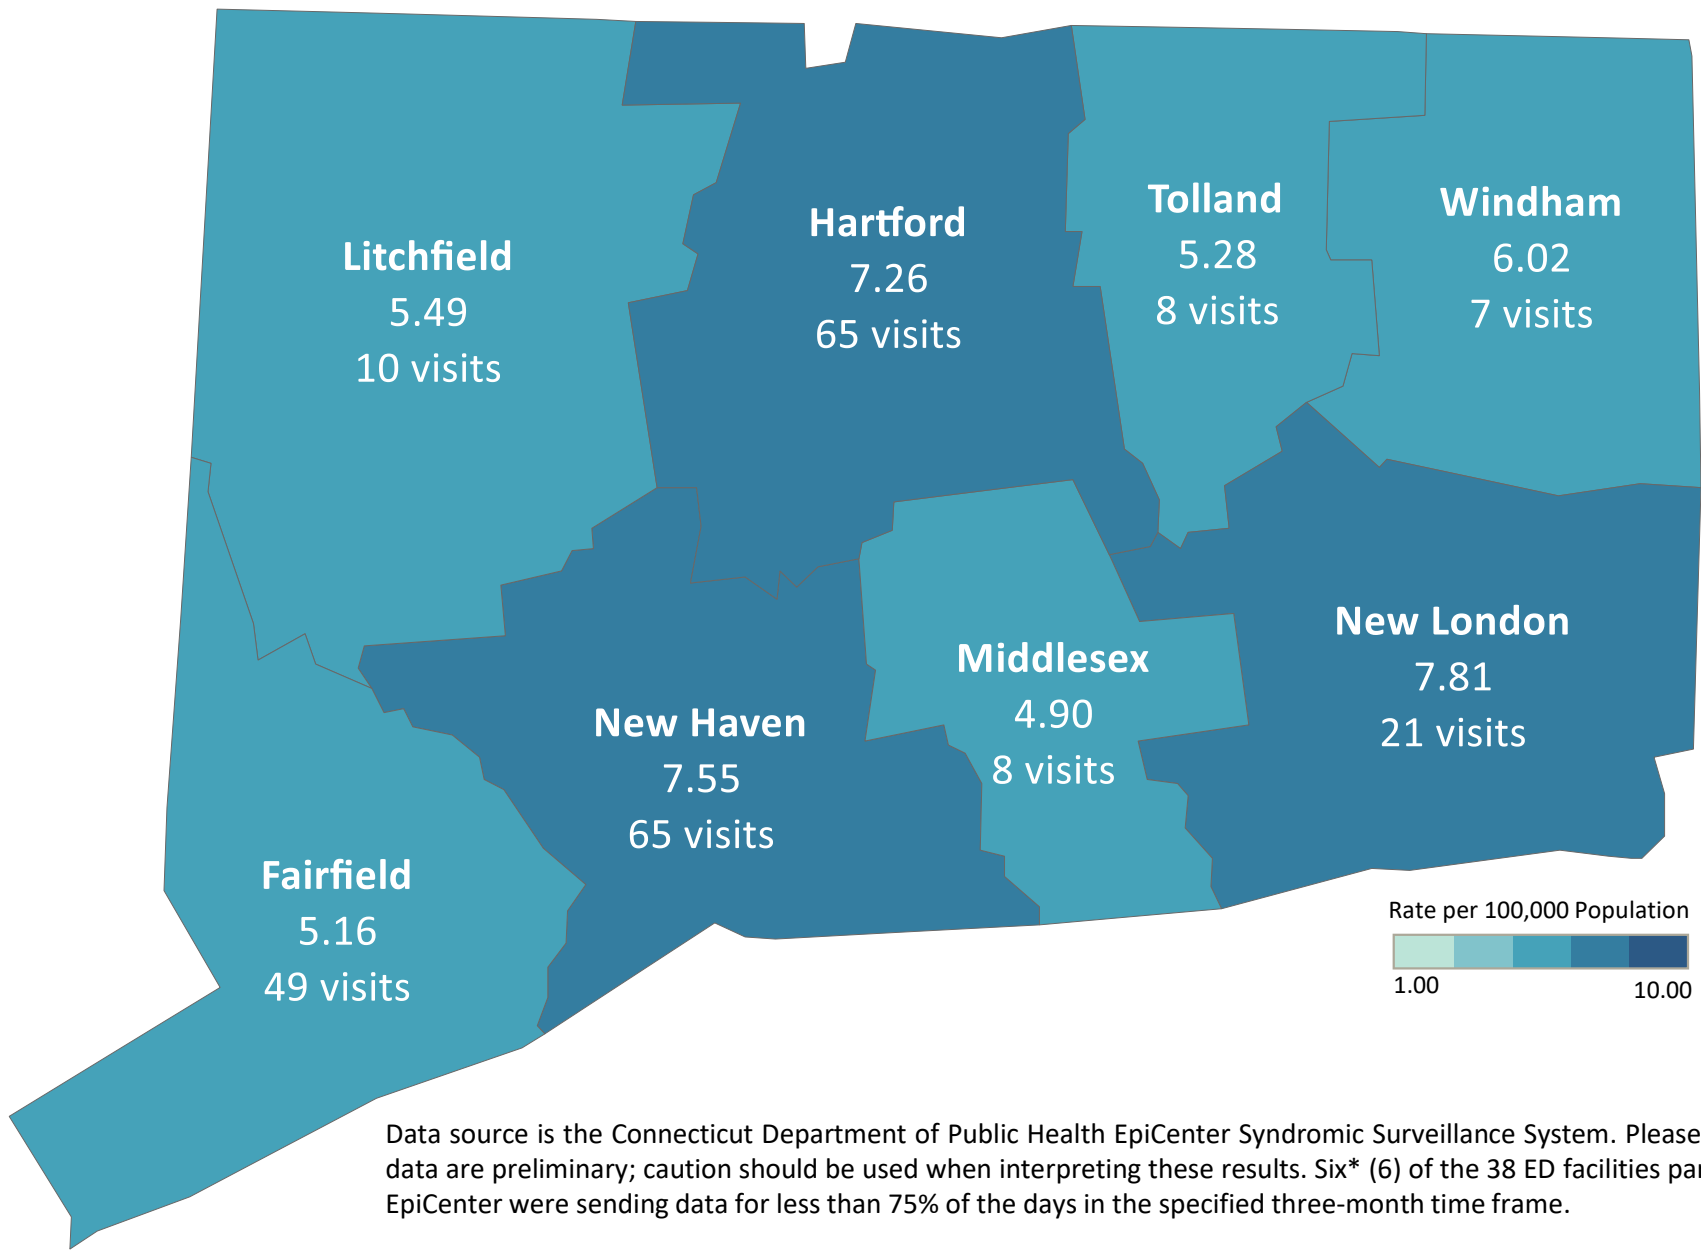 Litchfield
5.49
10 visits
Hartford
7.26
65 visits
Tolland
5.28
8 visits
Windham
6.02
7 visits
New Haven
7.55
65 visits
Middlesex
4.90
8 visits
New London
7.81
21 visits
Fairfield
5.16
49 visits
Rate per 100,000 Population
1.00
10.00
Data source is the Connecticut Department of Public Health EpiCenter Syndromic Surveillance System. Please
data are preliminary; caution should be used when interpreting these results. Six* (6) of the 38 ED facilities
EpiCenter were sending data for less than 75% of the days in the specified three-month time frame.